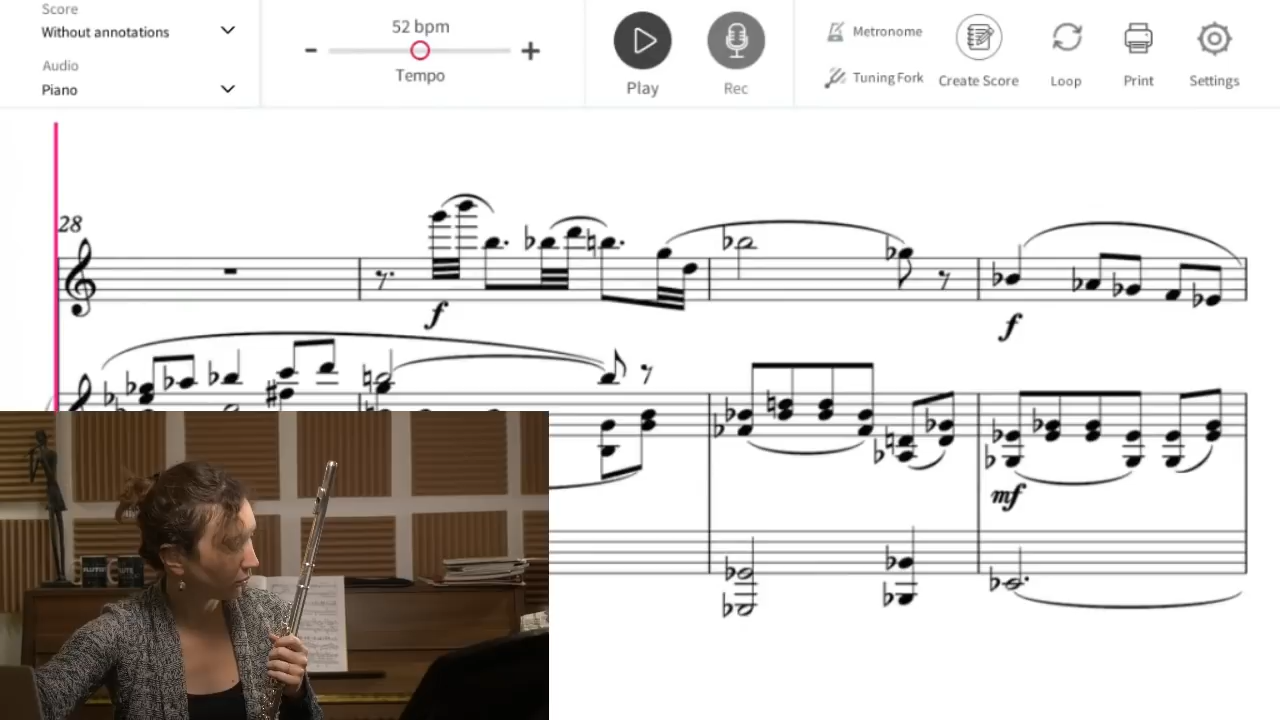 Score
Without annotations
Audio
Piano
52 bpm
- +
Tempo
Play
Rec
Metronome
Tuning Fork
Create Score
Loop
Print
Settings
28
f
f
mf
FLUTE